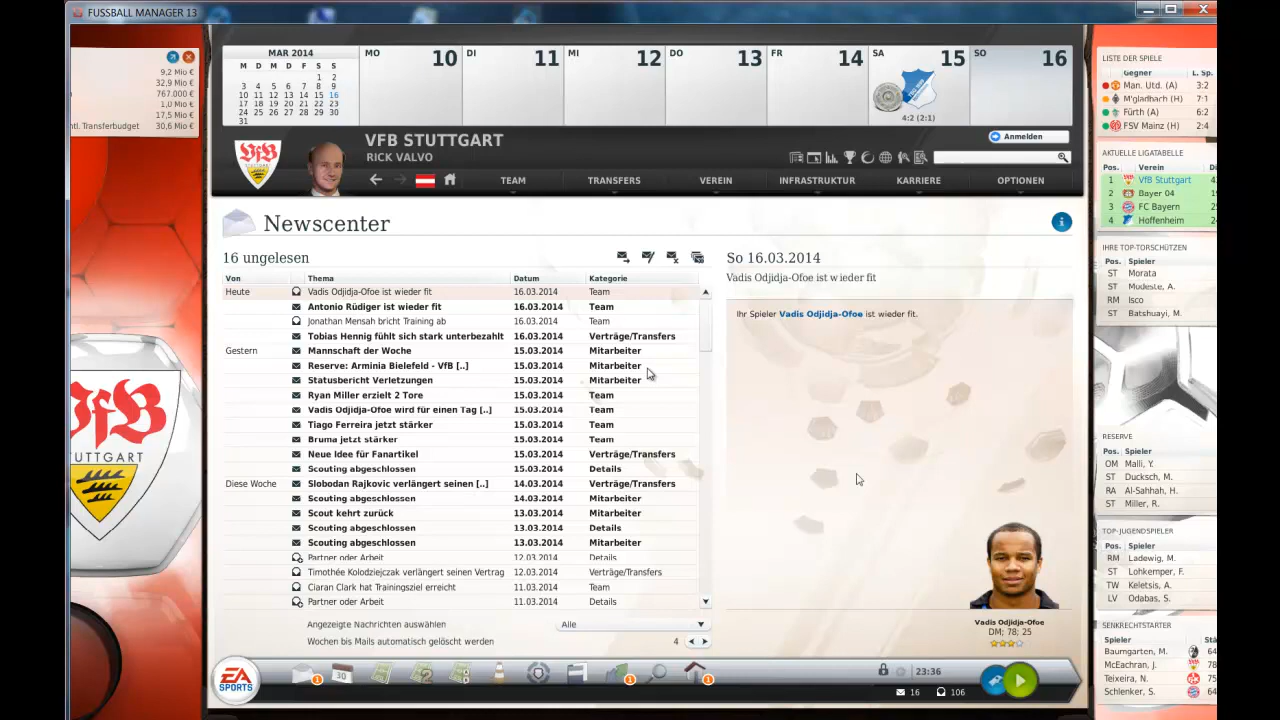 FUSSBALL MANAGER 13
9,2 Mio €
32,9 Mio €
767.000 €
1,0 Mio €
17,5 Mio €
ntl. Transferbudget 30,6 Mio €
MAR 2014
M D M D F S S
1 2
3 4 5 6 7 8 9
10 11 12 13 14 15 16
17 18 19 20 21 22 23
24 25 26 27 28 29 30
31
MO 10
DI 11
MI 12
DO 13
FR 14
SA 15
4:2 (2:1)
SO 16
VFB STUTTGART
RICK VALVO
Anmelden
TEAM TRANSFERS VEREIN INFRASTRUKTUR KARRIERE OPTIONEN
Newscenter
16 ungelesen
Von Thema Datum Kategorie
Heute Vadis Odjidja-Ofoe ist wieder fit 16.03.2014 Team
Antonio Rüdiger ist wieder fit 16.03.2014 Team
Jonathan Mensah bricht Training ab 16.03.2014 Team
Tobias Hennig fühlt sich stark unterbezahlt 16.03.2014 Verträge/Transfers
Gestern Mannschaft der Woche 15.03.2014 Mitarbeiter
Reserve: Arminia Bielefeld - VfB [..] 15.03.2014 Mitarbeiter
Statusbericht Verletzungen 15.03.2014 Mitarbeiter
Ryan Miller erzielt 2 Tore 15.03.2014 Team
Vadis Odjidja-Ofoe wird für einen Tag [..] 15.03.2014 Team
Tiago Ferreira jetzt stärker 15.03.2014 Team
Bruma jetzt stärker 15.03.2014 Team
Neue Idee für Fanartikel 15.03.2014 Verträge/Transfers
Scouting abgeschlossen 15.03.2014 Details
Diese Woche Slobodan Rajkovic verlängert seinen [..] 14.03.2014 Verträge/Transfers
Scouting abgeschlossen 14.03.2014 Mitarbeiter
Scout kehrt zurück 13.03.2014 Mitarbeiter
Scouting abgeschlossen 13.03.2014 Details
Scouting abgeschlossen 13.03.2014 Mitarbeiter
Partner oder Arbeit 12.03.2014 Details
Timothée Kolodziejczak verlängert seinen Vertrag 12.03.2014 Verträge/Transfers
Ciaran Clark hat Trainingsziel erreicht 11.03.2014 Team
Partner oder Arbeit 11.03.2014 Details
Angezeigte Nachrichten auswählen Alle
Wochen bis Mails automatisch gelöscht werden 4
So 16.03.2014
Vadis Odjidja-Ofoe ist wieder fit
Ihr Spieler Vadis Odjidja-Ofoe ist wieder fit.
Vadis Odjidja-Ofoe
DM; 78; 25
EA
SPORTS
1
30
1
1
23:36
16 106
LISTE DER SPIELE
Gegner L. Sp.
Man. Utd. (A) 3:2
M'gladbach (H) 7:1
Fürth (A) 6:2
FSV Mainz (H) 2:4
AKTUELLE LIGATABELLE
Pos. Verein
1 VfB Stuttgart
2 Bayer 04
3 FC Bayern
4 Hoffenheim
IHRE TOP-TORSCHÜTZEN
Pos. Spieler
ST Morata
ST Modeste, A.
RM Isco
ST Batshuayi, M.
RESERVE
Pos. Spieler
OM Malli, Y.
ST Ducksch, M.
RA Al-Sahhah, H.
ST Miller, R.
TOP-JUGENDSPIELER
Pos. Spieler
RM Ladewig, M.
ST Lohkemper, F.
TW Keletsis, A.
LV Odabas, S.
SENKRECHTSTARTER
Spieler Stä
Baumgarten, M. 64
McEachran, J. 78
Teixeira, N. 75
Schlenker, S. 64
VfB
UTTGART